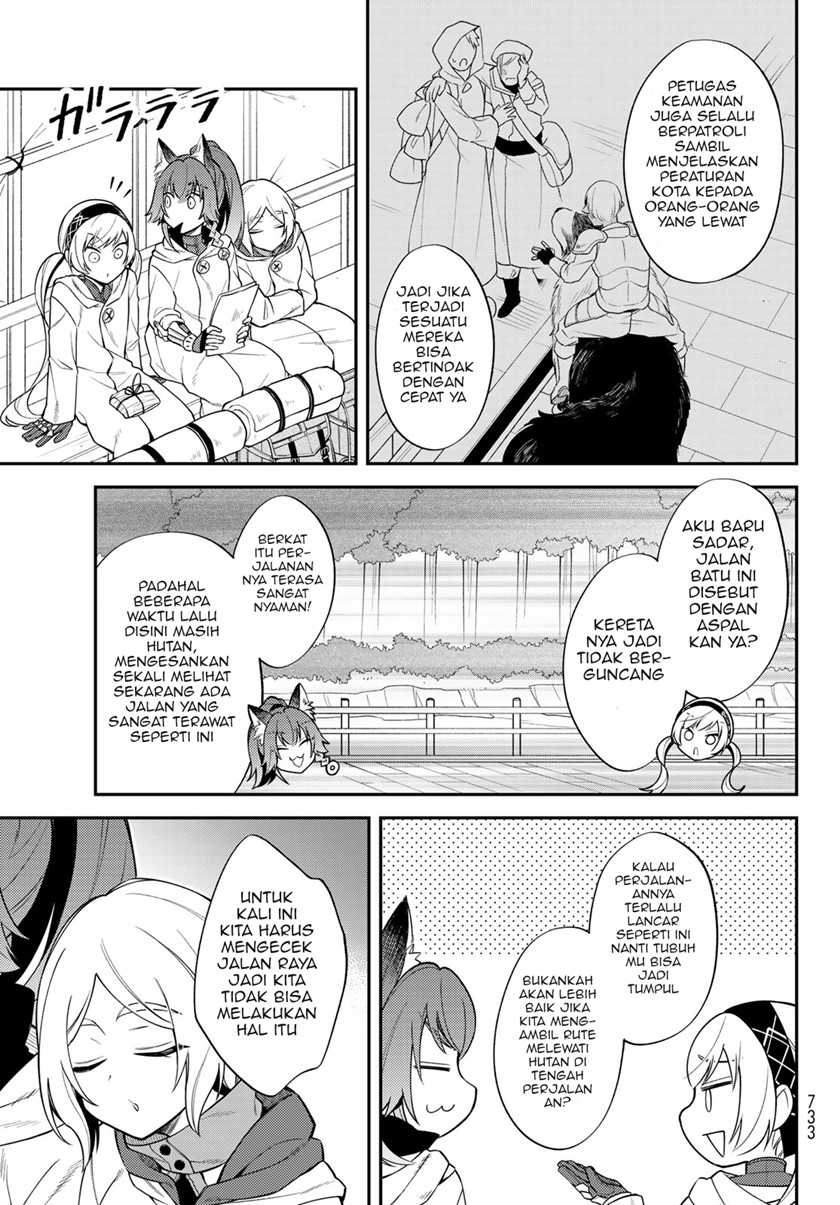 PETUGAS
KEAMANAN
JUGA SELALU
BERPATROLI
SAMBIL
MENJELASKAN
PERATURAN
KOTA KEPADA
ORANG-ORANG
YANG LEWAT
JADI JIKA
TERJADI
SESUATU
MEREKA
BISA
BERTINDAK
DENGAN
CEPAT YA
ガラララ
AKU BARU
SADAR,
JALAN
BATU INI
DISEBUT
DENGAN
ASPAL
KAN YA?
KERETA
NYA JADI
TIDAK BER-
GUNCANG
BERKAT
ITU PER-
JALANAN
NYA TERASA
SANGAT
NYAMAN!
PADAHAL
BEBERAPA
WAKTU LALU
DISINI MASIH
HUTAN,
MENGESANKAN
SEKALI MELIHAT
SEKARANG ADA
JALAN YANG
SANGAT TERAWAT
SEPERTI INI
KALAU
PERJALAN-
ANNYA
TERLALU
LANCAR
SEPERTI INI
NANTI TUBUH
MU BISA
JADI
TUMPUL
BUKANKAH
AKAN LEBIH
BAIK JIKA
KITA MENG-
AMBIL RUTE
MELEWATI
HUTAN DI
TENGAH
PERJALAN
AN?
UNTUK
KALI INI
KITA HARUS
MENGECEK
JALAN RAYA
JADI KITA
TIDAK BISA
MELAKUKAN
HAL ITU
733